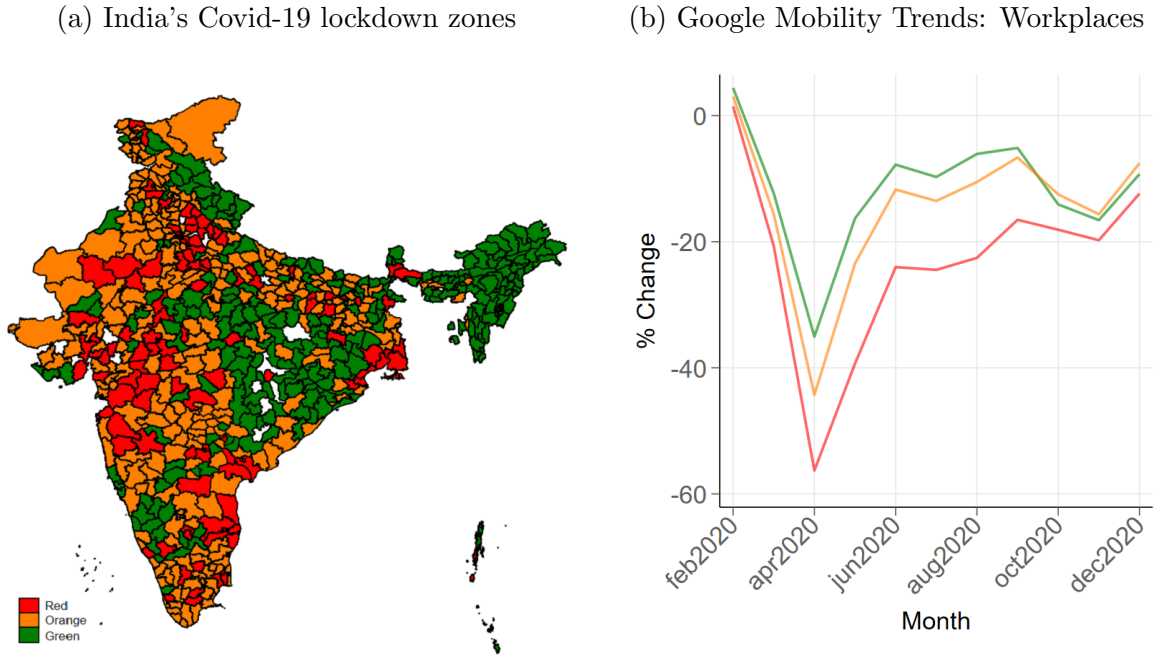 (a) India's Covid-19 lockdown zones
Red
Orange
Green
(b) Google Mobility Trends: Workplaces
% Change
0
-20
-40
-60
feb2020
apr2020
jun2020
aug2020
oct2020
dec2020
Month